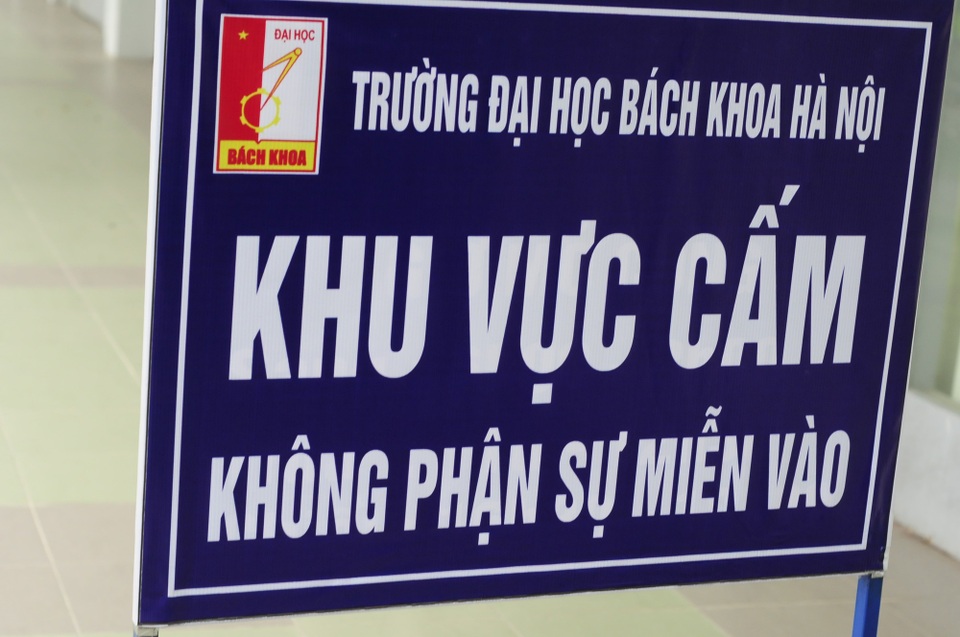 ĐẠI HỌC
BÁCH KHOA
TRƯỜNG ĐẠI HỌC BÁCH KHOA HÀ NỘI
KHU VỰC CẤM
KHÔNG PHẬN SỰ MIỄN VÀO